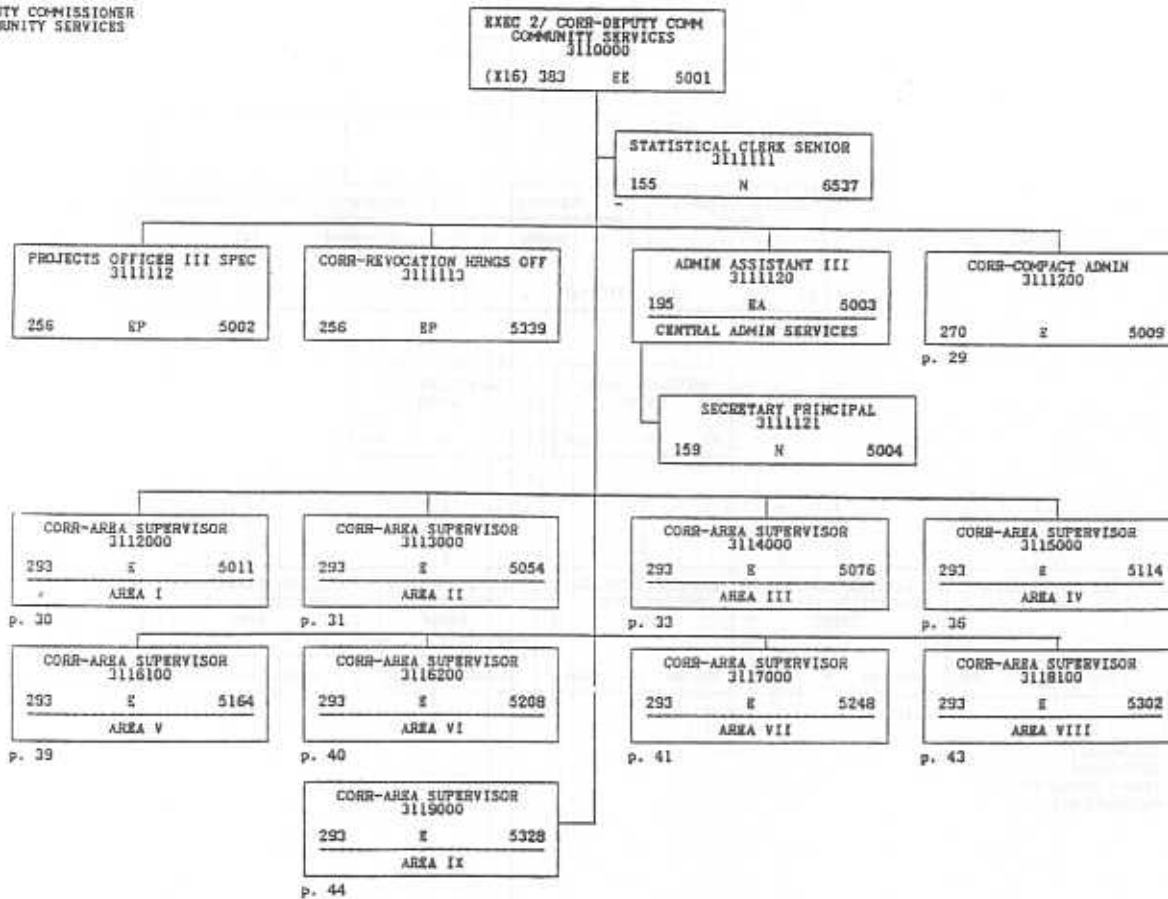 UTY COMMISSIONER
UNITY SERVICES
EXEC 2/ CORR-DEPUTY COMM
COMMUNITY SERVICES
3110000
(X16) 383 EE 5001
STATISTICAL CLERK SENIOR
3111111
155 N 6537
PROJECTS OFFICER III SPEC
3111112
256 EP 5002
CORR-REVOCATION HRNGS OFF
3111113
256 EP 5339
ADMIN ASSISTANT III
3111120
195 EA 5003
CENTRAL ADMIN SERVICES
CORR-COMPACT ADMIN
3111200
270 E 5009
p. 29
SECRETARY PRINCIPAL
3111121
159 N 5004
CORR-AREA SUPERVISOR
3112000
293 E 5011
AREA I
p. 30
CORR-AREA SUPERVISOR
3113000
293 E 5054
AREA II
p. 31
CORR-AREA SUPERVISOR
3114000
293 E 5076
AREA III
p. 33
CORR-AREA SUPERVISOR
3115000
293 E 5114
AREA IV
p. 36
CORR-AREA SUPERVISOR
3116100
293 E 5164
AREA V
p. 39
CORR-AREA SUPERVISOR
3116200
293 E 5208
AREA VI
p. 40
CORR-AREA SUPERVISOR
3117000
293 E 5248
AREA VII
p. 41
CORR-AREA SUPERVISOR
3118100
293 E 5302
AREA VIII
p. 43
CORR-AREA SUPERVISOR
3119000
293 E 5328
AREA IX
p. 44